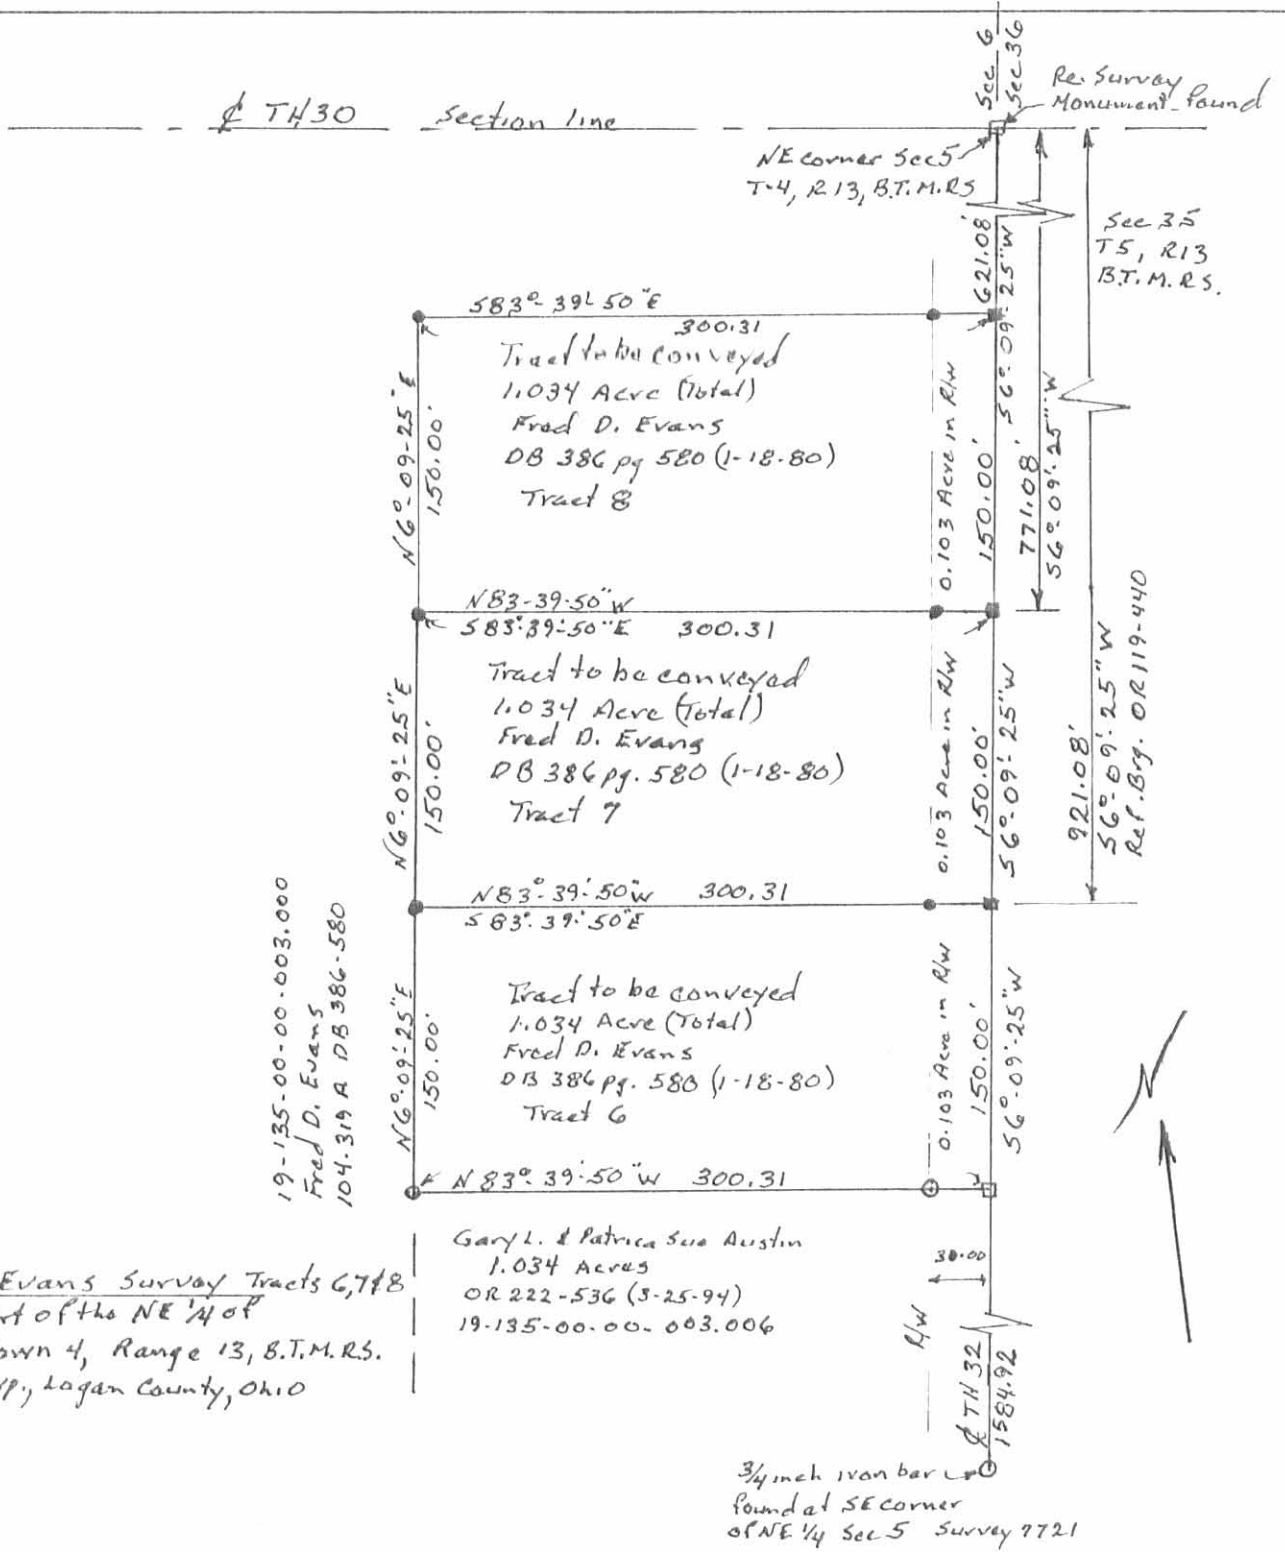 Sec 6
Sec 36
Re. Survey
Monument found
₵ TH30 Section line
NE corner Sec 5
T-4, R13, B.T.M.RS
Sec 35
T5, R13
B.T.M.R.S.
621.08'
S6°-09'-25"W
S83°-39'-50"E
300.31
Tract to be conveyed
1.034 Acre (Total)
Fred D. Evans
DB 386 pg 580 (1-18-80)
Tract 8
N6°-09-25"E
150.00'
0.103 Acre in R/W
150.00'
771.08'
S6°-09'-25"W
N83-39-50"W
S83°-39'-50"E 300.31
Tract to be conveyed
1.034 Acre (Total)
Fred D. Evans
DB 386 pg. 580 (1-18-80)
Tract 7
N6°-09'-25"E
150.00'
0.103 Acre in R/W
150.00'
S6°-09'-25"W
921.08'
S6°-09'-25"W
Ref. Brg. OR119-440
N83°-39'-50"W 300.31
S83°-39'-50"E
Tract to be conveyed
1.034 Acre (Total)
Fred D. Evans
DB 386 pg. 580 (1-18-80)
Tract 6
N6°-09'-25"E
150.00'
0.103 Acre in R/W
150.00'
S6°-09'-25"W
19-135-00-00-003.000
Fred D. Evans
104.319 A DB 386-580
N
N83°-39'-50"W 300.31
Gary L. & Patrica Sue Austin
1.034 Acres
OR 222-536 (3-25-94)
19-135-00-00-003.006
30.00
R/W
₵ TH 32
1584.92
Evans Survey Tracts 6,7&8
rt of the NE 1/4 of
own 4, Range 13, B.T.M.R.S.
p., Logan County, Ohio
3/4 inch iron bar
found at SE corner
of NE 1/4 Sec 5 Survey 7721